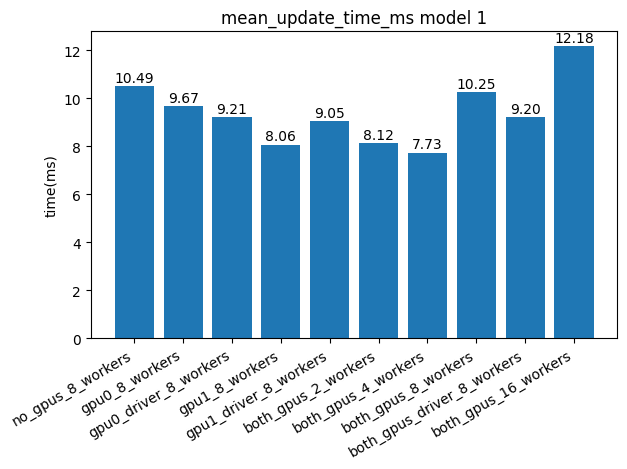 mean_update_time_ms model 1
time(ms)
12
10
8
6
4
2
0
10.49
9.67
9.21
8.06
9.05
8.12
7.73
10.25
9.20
12.18
no_gpus_8_workers
gpu0_8_workers
gpu0_driver_8_workers
gpu1_8_workers
gpu1_driver_8_workers
both_gpus_2_workers
both_gpus_4_workers
both_gpus_8_workers
both_gpus_driver_8_workers
both_gpus_16_workers